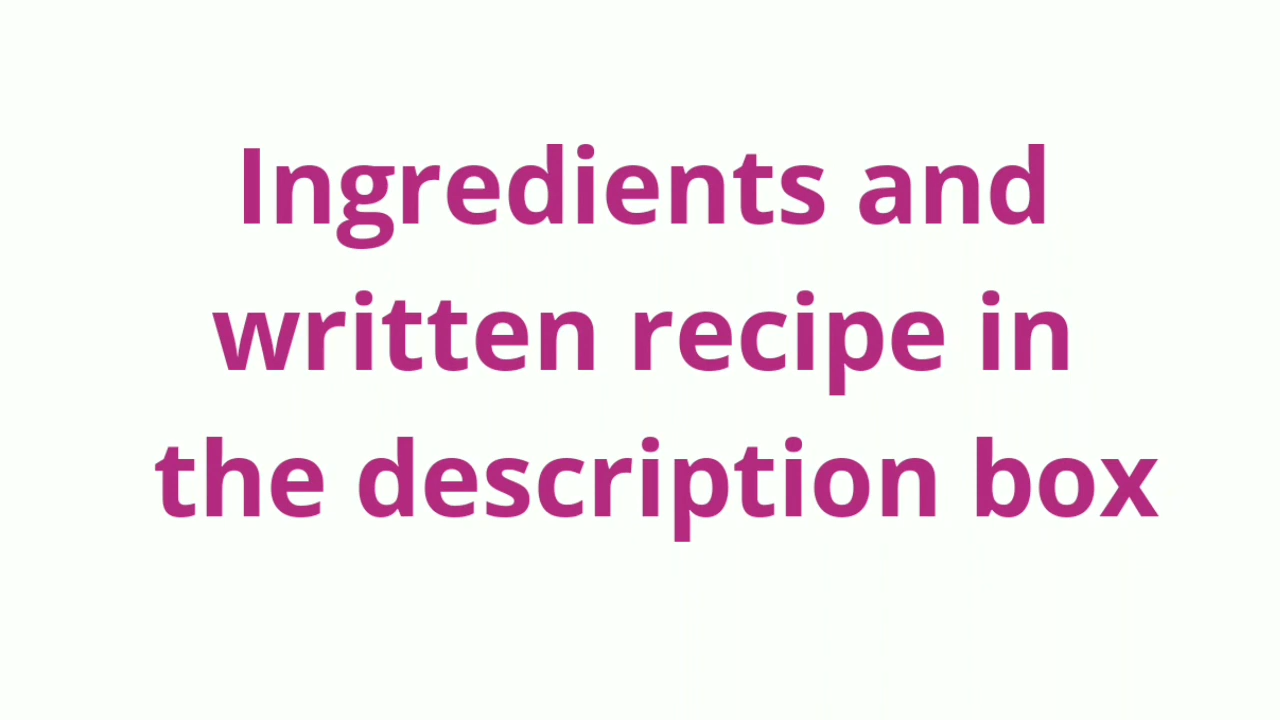 Ingredients and
written recipe in
the description box